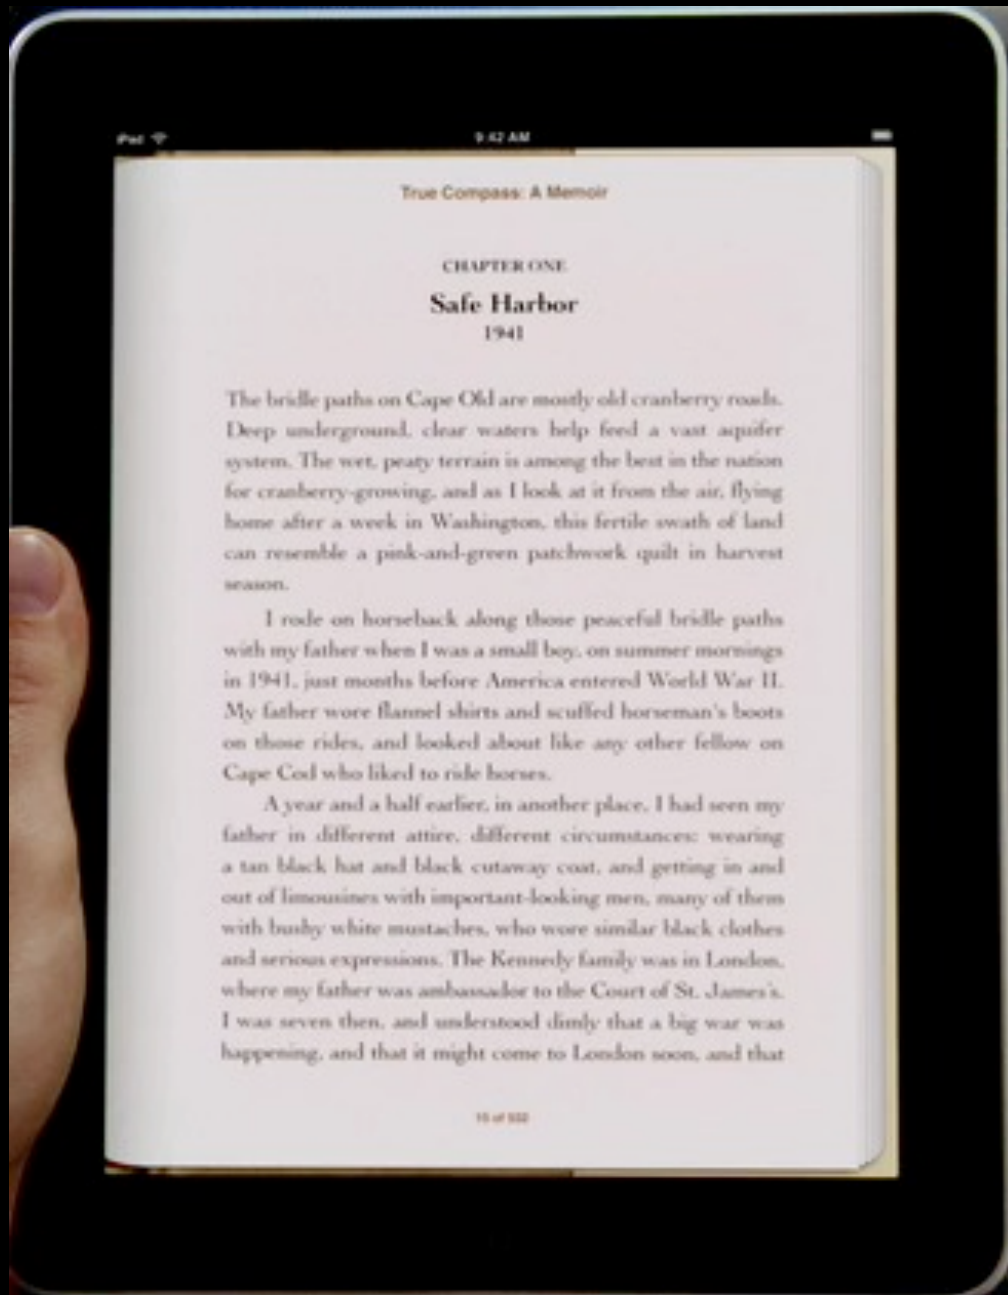 iPad
9:42 AM
True Compass: A Memoir
CHAPTER ONE
Safe Harbor
1941
The bridle paths on Cape Old are mostly old cranberry roads.
Deep underground, clear waters help feed a vast aquifer
system. The wet, peaty terrain is among the best in the nation
for cranberry-growing, and as I look at it from the air, flying
home after a week in Washington, this fertile swath of land
can resemble a pink-and-green patchwork quilt in harvest
season.
I rode on horseback along those peaceful bridle paths
with my father when I was a small boy, on summer mornings
in 1941, just months before America entered World War II.
My father wore flannel shirts and scuffed horseman's boots
on those rides, and looked about like any other fellow on
Cape Cod who liked to ride horses.
A year and a half earlier, in another place, I had seen my
father in different attire, different circumstances: wearing
a tan black hat and black cutaway coat, and getting in and
out of limousines with important-looking men, many of them
with bushy white mustaches, who wore similar black clothes
and serious expressions. The Kennedy family was in London,
where my father was ambassador to the Court of St. James's.
I was seven then, and understood dimly that a big war was
happening, and that it might come to London soon, and that
15 of 532